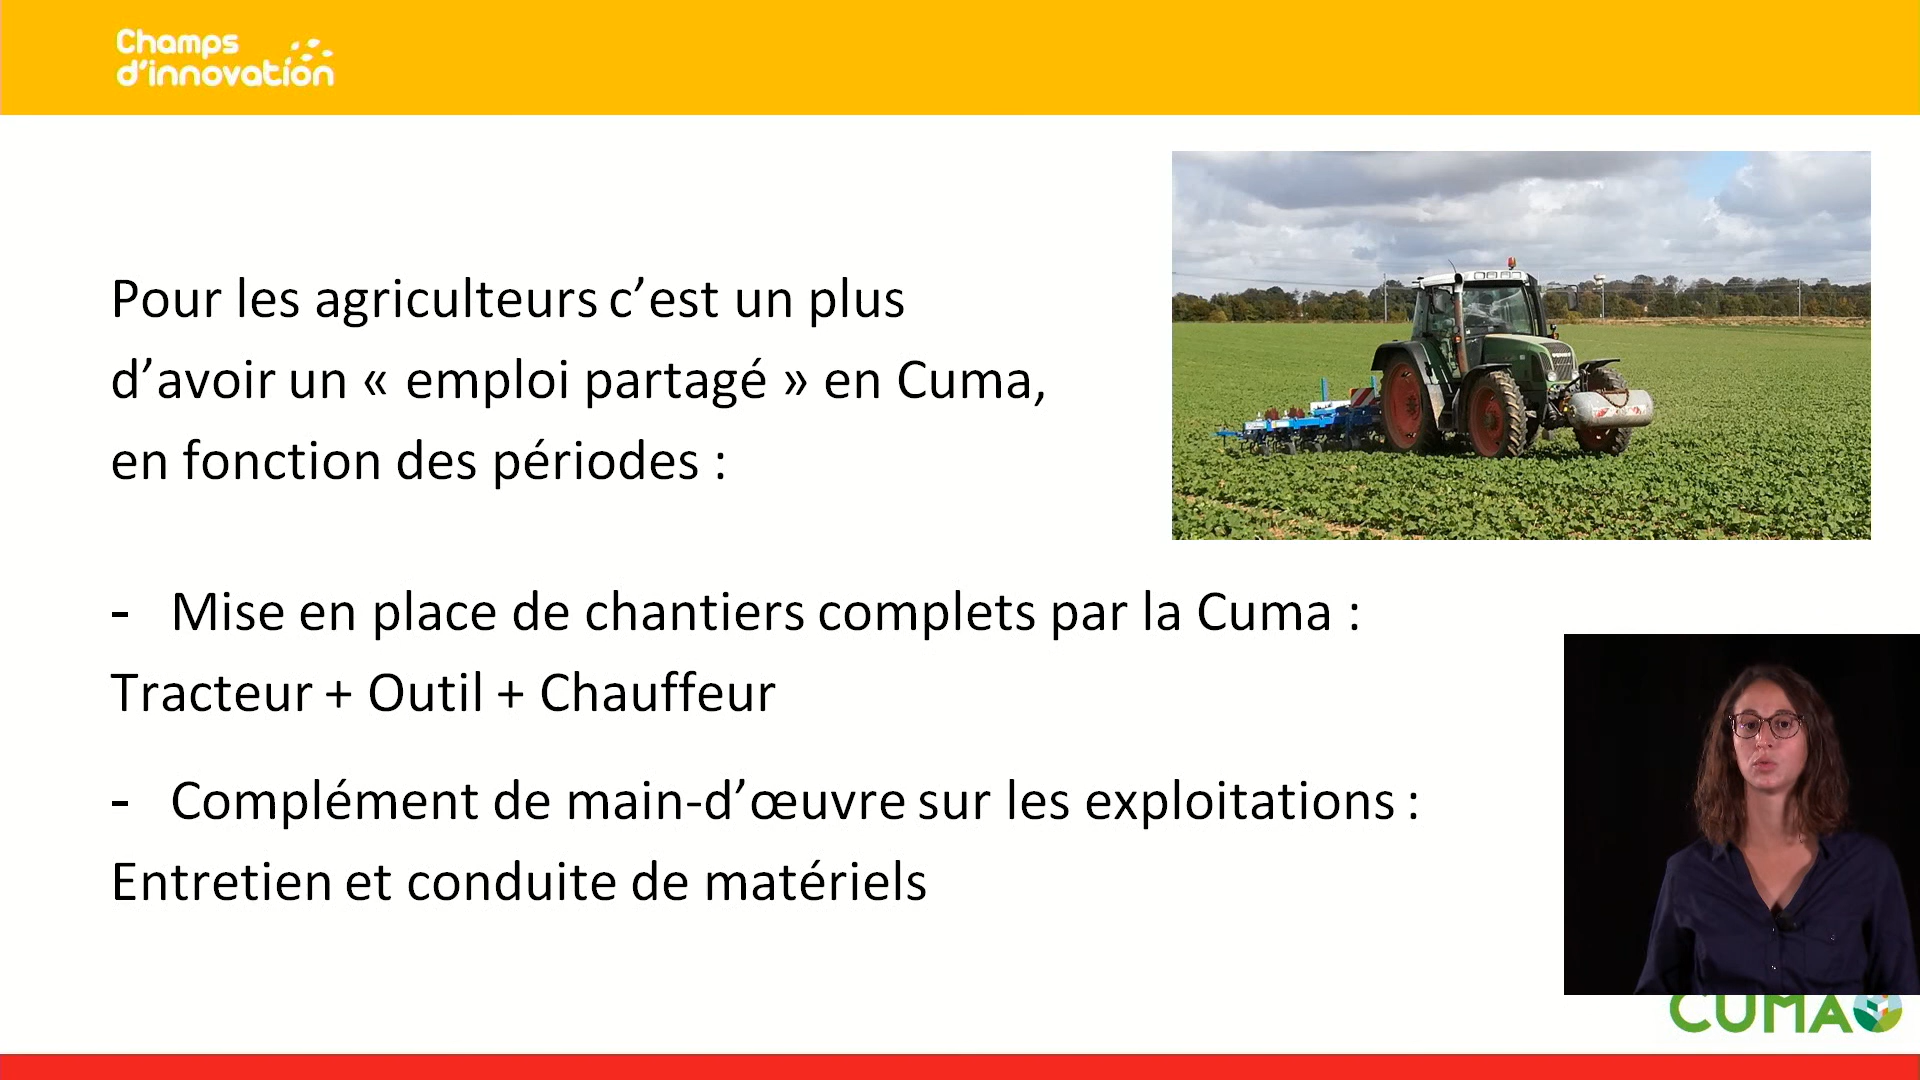 Champs
d'innovation
Pour les agriculteurs c’est un plus
d’avoir un « emploi partagé » en Cuma,
en fonction des périodes :
- Mise en place de chantiers complets par la Cuma :
Tracteur + Outil + Chauffeur
- Complément de main-d’œuvre sur les exploitations :
Entretien et conduite de matériels
CUMA